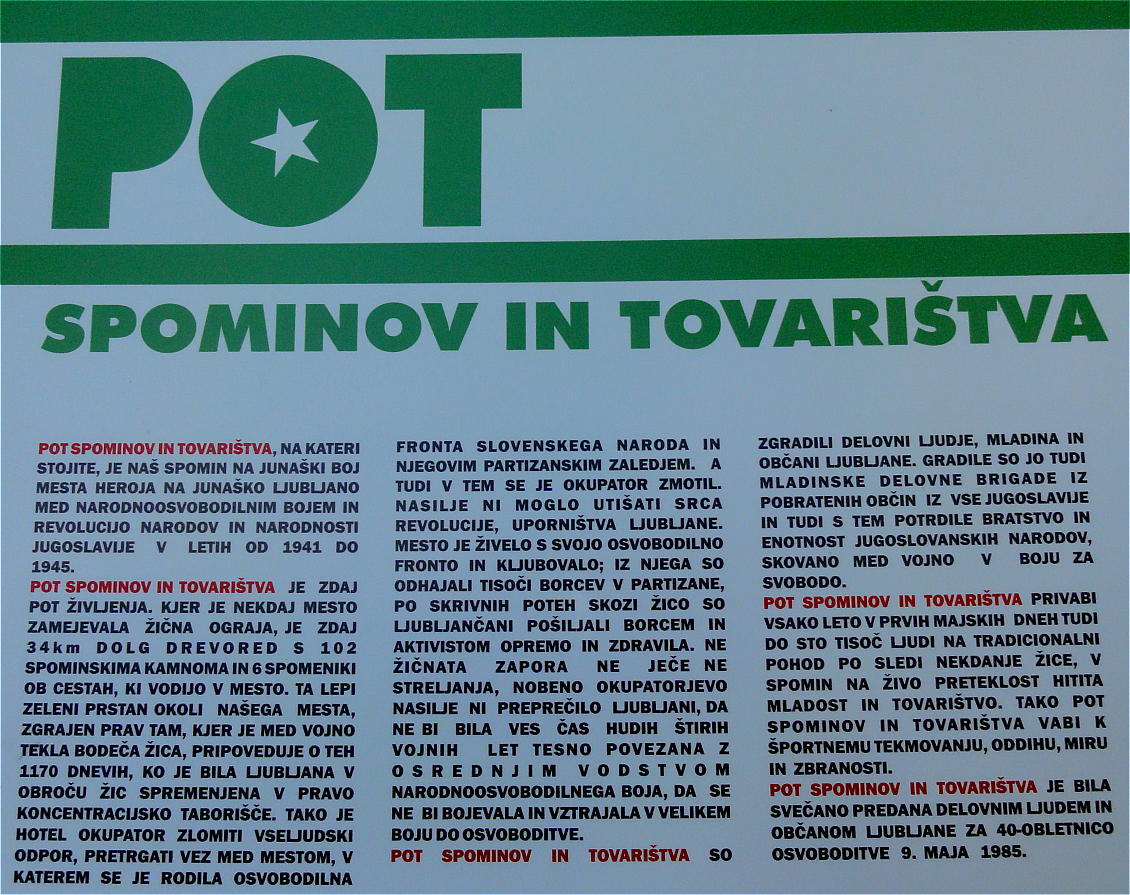 POT
SPOMINOV IN TOVARIŠTVA
POT SPOMINOV IN TOVARIŠTVA, NA KATERI
STOJITE, JE NAŠ SPOMIN NA JUNAŠKI BOJ
MESTA HEROJA NA JUNAŠKO LJUBLJANO
MED NARODNOOSVOBODILNIM BOJEM IN
REVOLUCIJO NARODOV IN NARODNOSTI
JUGOSLAVIJE V LETIH OD 1941 DO
1945.
POT SPOMINOV IN TOVARIŠTVA JE ZDAJ
POT ŽIVLJENJA. KJER JE NEKDAJ MESTO
ZAMEJEVALA ŽIČNA OGRAJA, JE ZDAJ
34km DOLG DREVORED S 102
SPOMINSKIMA KAMNOMA IN 6 SPOMENIKI
OB CESTAH, KI VODIJO V MESTO. TA LEPI
ZELENI PRSTAN OKOLI NAŠEGA MESTA,
ZGRAJEN PRAV TAM, KJER JE MED VOJNO
TEKLA BODEČA ŽICA, PRIPOVEDUJE O TEH
1170 DNEVIH, KO JE BILA LJUBLJANA V
OBROČU ŽIC SPREMENJENA V PRAVO
KONCENTRACIJSKO TABORIŠČE. TAKO JE
HOTEL OKUPATOR ZLOMITI VSELJUDSKI
ODPOR, PRETRGATI VEZ MED MESTOM, V
KATEREM SE JE RODILA OSVOBODILNA
FRONTA SLOVENSKEGA NARODA IN
NJEGOVIM PARTIZANSKIM ZALEDJEM. A
TUDI V TEM SE JE OKUPATOR ZMOTIL.
NASILJE NI MOGLO UTIŠATI SRCA
REVOLUCIJE, UPORNIŠTVA LJUBLJANE.
MESTO JE ŽIVELO S SVOJO OSVOBODILNO
FRONTO IN KLJUBOVALO; IZ NJEGA SO
ODHAJALI TISOČI BORCEV V PARTIZANE,
PO SKRIVNIH POTEH SKOZI ŽICO SO
LJUBLJANČANI POŠILJALI BORCEM IN
AKTIVISTOM OPREMO IN ZDRAVILA. NE
ŽIČNATA ZAPORA NE JEČE NE
STRELJANJA, NOBENO OKUPATORJEVO
NASILJE NI PREPREČILO LJUBLJANI, DA
NE BI BILA VES ČAS HUDIH ŠTIRIH
VOJNIH LET TESNO POVEZANA Z
OSREDNJIM VODSTVOM
NARODNOOSVOBODILNEGA BOJA, DA SE
NE BI BOJEVALA IN VZTRAJALA V VELIKEM
BOJU DO OSVOBODITVE.
POT SPOMINOV IN TOVARIŠTVA SO
ZGRADILI DELOVNI LJUDJE, MLADINA IN
OBČANI LJUBLJANE. GRADILE SO JO TUDI
MLADINSKE DELOVNE BRIGADE IZ
POBRATENIH OBČIN IZ VSE JUGOSLAVIJE
IN TUDI S TEM POTRDILE BRATSTVO IN
ENOTNOST JUGOSLOVANSKIH NARODOV,
SKOVANO MED VOJNO V BOJU ZA
SVOBODO.
POT SPOMINOV IN TOVARIŠTVA PRIVABI
VSAKO LETO V PRVIH MAJSKIH DNEH TUDI
DO STO TISOČ LJUDI NA TRADICIONALNI
POHOD PO SLEDI NEKDANJE ŽICE, V
SPOMIN NA ŽIVO PRETEKLOST HITITA
MLADOST IN TOVARIŠTVO. TAKO POT
SPOMINOV IN TOVARIŠTVA VABI K
ŠPORTNEMU TEKMOVANJU, ODDIHU, MIRU
IN ZBRANOSTI.
POT SPOMINOV IN TOVARIŠTVA JE BILA
SVEČANO PREDANA DELOVNIM LJUDEM IN
OBČANOM LJUBLJANE ZA 40-OBLETNICO
OSVOBODITVE 9. MAJA 1985.